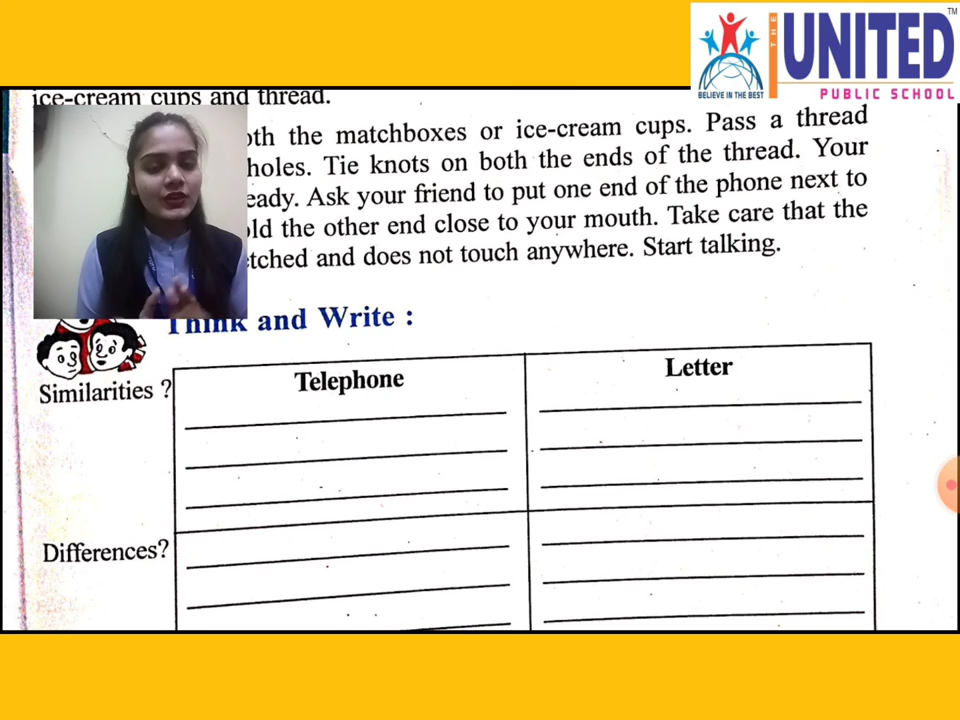 TM
THE
UNITED
BELIEVE IN THE BEST
PUBLIC SCHOOL
ice-cream cups and thread.
oth the matchboxes or ice-cream cups. Pass a thread
holes. Tie knots on both the ends of the thread. Your
eady. Ask your friend to put one end of the phone next to
ld the other end close to your mouth. Take care that the
tched and does not touch anywhere. Start talking.
Think and Write :
Telephone Letter
Similarities ?
Differences?